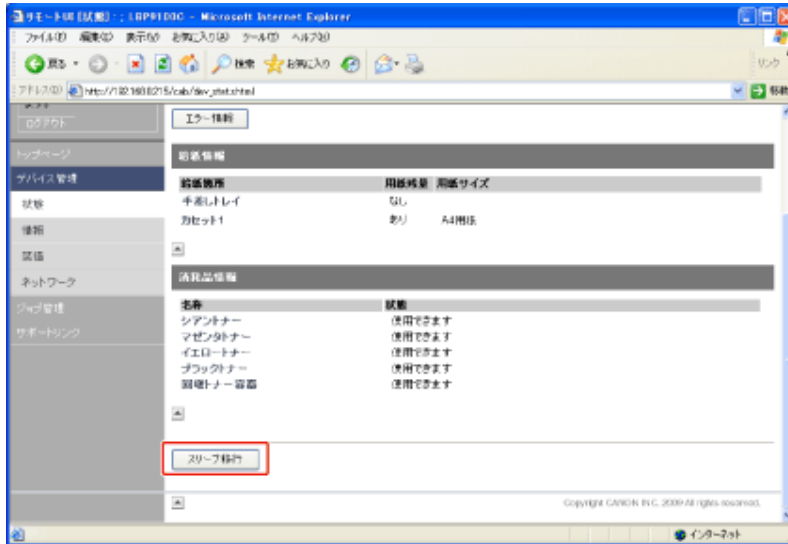 リモートUI [状態] : ; LBP9100C - Microsoft Internet Explorer
ファイル(F) 編集(E) 表示(V) お気に入り(A) ツール(T) ヘルプ(H)
戻る 検索 お気に入り リンク
アドレス(D) 移動
ログアウト エラー情報
トップページ 給紙情報
デバイス管理 給紙箇所 用紙残量 用紙サイズ
状態 手差しトレイ なし
カセット1 あり A4用紙
情報
ネットワーク 消耗品情報
ジョブ管理 名称 状態
シアントナー 使用できます
サポートリンク マゼンタトナー 使用できます
イエロートナー 使用できます
ブラックトナー 使用できます
回収トナー容器 使用できます
スリープ移行
Copyright CANON INC. 2009 All rights reserved.
インターネット